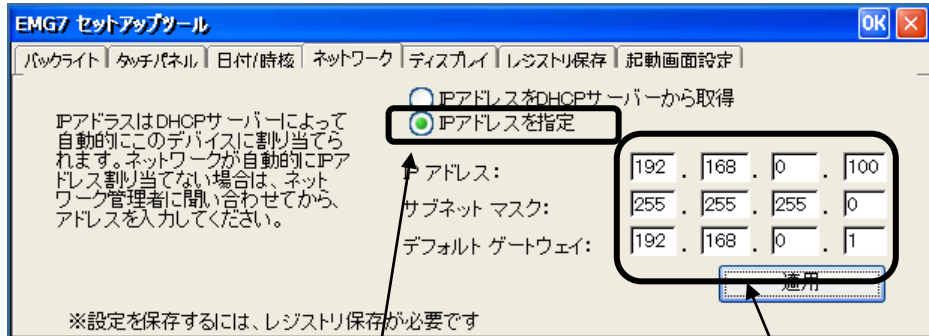 EMG7 セットアップツール OK
バックライト タッチパネル 日付/時核 ネットワーク ディスプレイ レジストリ保存 起動画面設定
IPアドレスをDHCPサーバーから取得
IPアドレスを指定
IPアドラスはDHCPサーバーによって
自動的にこのデバイスに割り当てら
れます。ネットワークが自動的にIPア
ドレス割り当てない場合は、ネット
ワーク管理者に聞い合わせてから、
アドレスを入力してください。
IP アドレス: 192 . 168 . 0 . 100
サブネット マスク: 255 . 255 . 255 . 0
デフォルト ゲートウェイ: 192 . 168 . 0 . 1
適用
※設定を保存するには、レジストリ保存が必要です